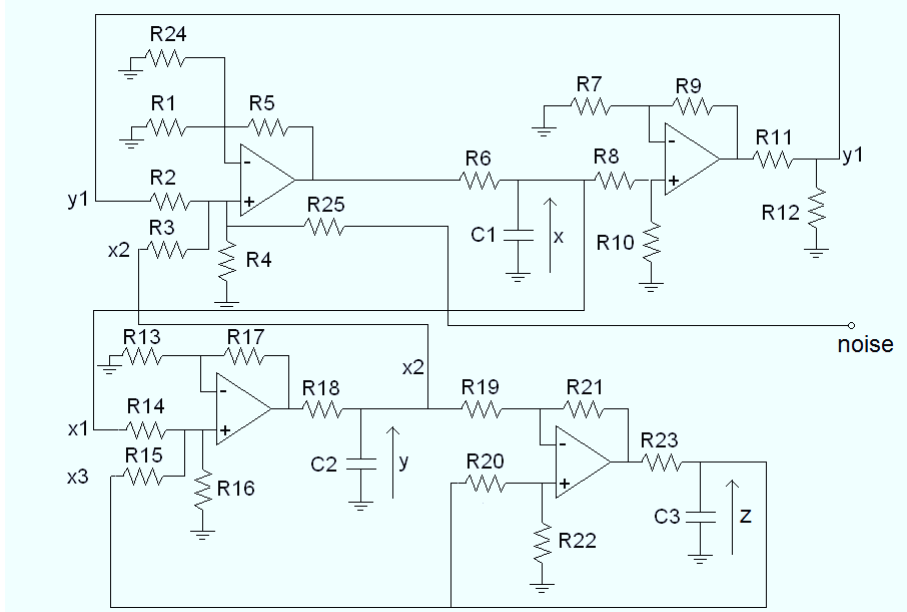 R24
R1
R5
R7
R9
R11
y1
R2
R6
R8
y1
R3
R25
R12
x2
R4
C1
x
R10
noise
R13
R17
x2
R18
R19
R21
x1
R14
R23
R15
x3
R16
C2
y
R20
R22
C3
z
-
+
-
+
-
+
-
+